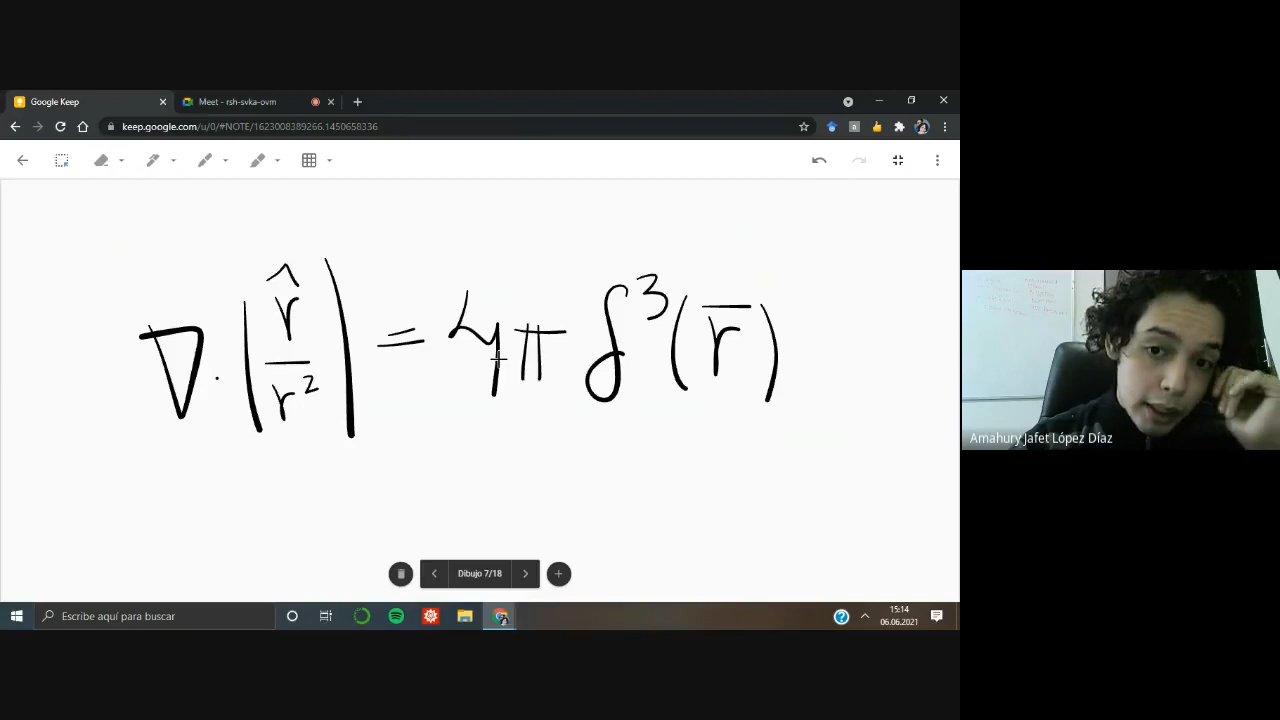 Google Keep
Meet - rsh-svka-ovm
keep.google.com/u/0/#NOTE/1623008389266.1450658336
∇·(r̂/r²) = 4π δ³(r̅)
Amahury Jafet López Díaz
Dibujo 7/18
Escribe aquí para buscar
15:14
06.06.2021